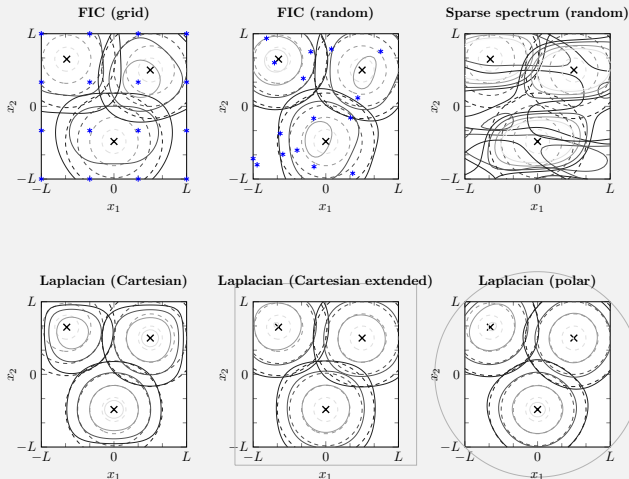 FIC (grid)
FIC (random)
Sparse spectrum (random)
x2
0
−L
−L
0
L
x1
−L
0
L
x1
−L
0
L
x1
L
0
−L
x2
L
0
−L
x2
L
Laplacian (Cartesian)
Laplacian (Cartesian extended)
Laplacian (polar)
L
x2
0
−L
−L
0
L
x1
L
x2
0
−L
−L
0
L
x1
L
x2
0
−L
−L
0
L
x1